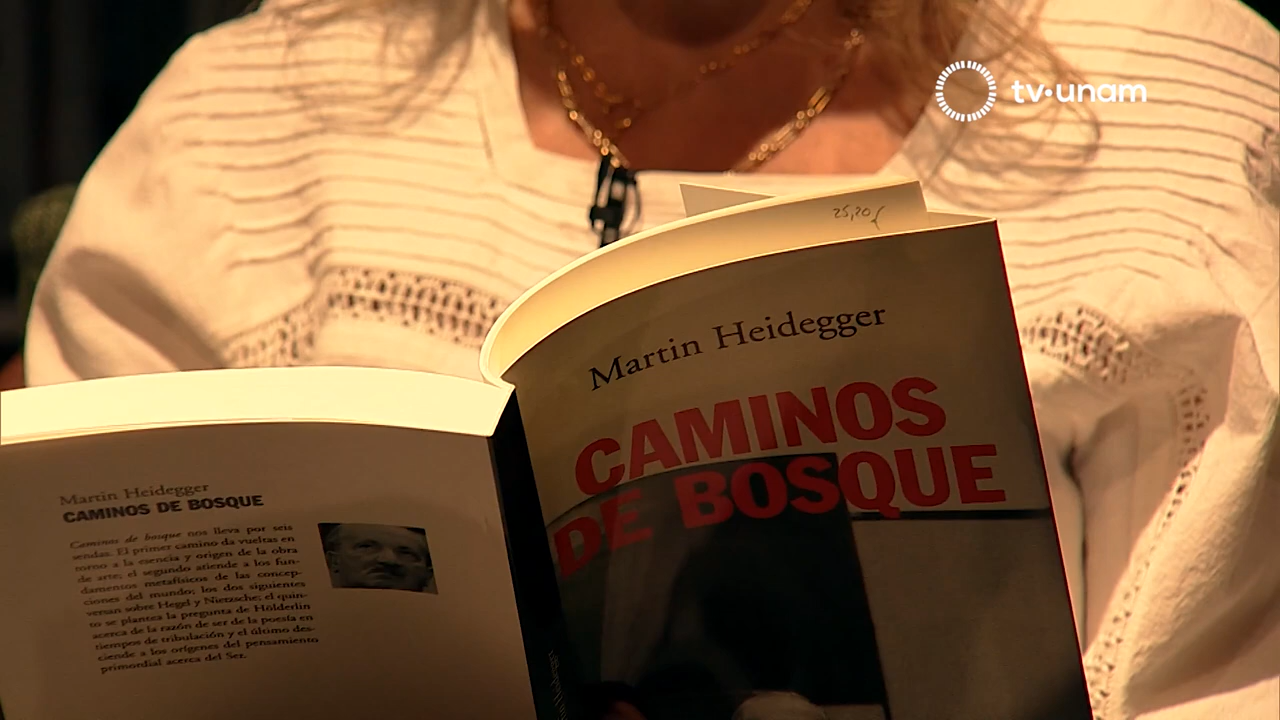 tv·unam
25,20€
Martin Heidegger
CAMINOS
DE BOSQUE
Martin Heidegger
CAMINOS DE BOSQUE
Caminos de bosque nos lleva por seis
sendas. El primer camino da vueltas en
torno a la esencia y origen de la obra
de arte; el segundo atiende a los fun-
damentos metafísicos de las concep-
ciones del mundo; los dos siguientes
versan sobre Hegel y Nietzsche; el quin-
to se plantea la pregunta de Hölderlin
acerca de la razón de ser de la poesía en
tiempos de tribulación y el último des-
ciende a los orígenes del pensamiento
primordial acerca del Ser.